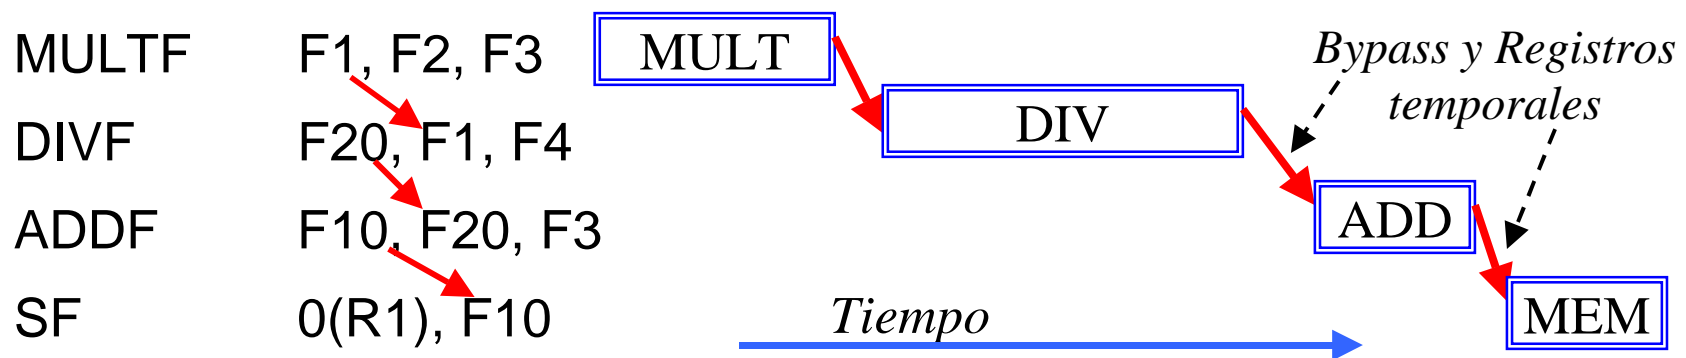 MULTF F1, F2, F3 MULT
Bypass y Registros
temporales
DIVF F20, F1, F4 DIV
ADDF F10, F20, F3 ADD
SF 0(R1), F10 Tiempo MEM